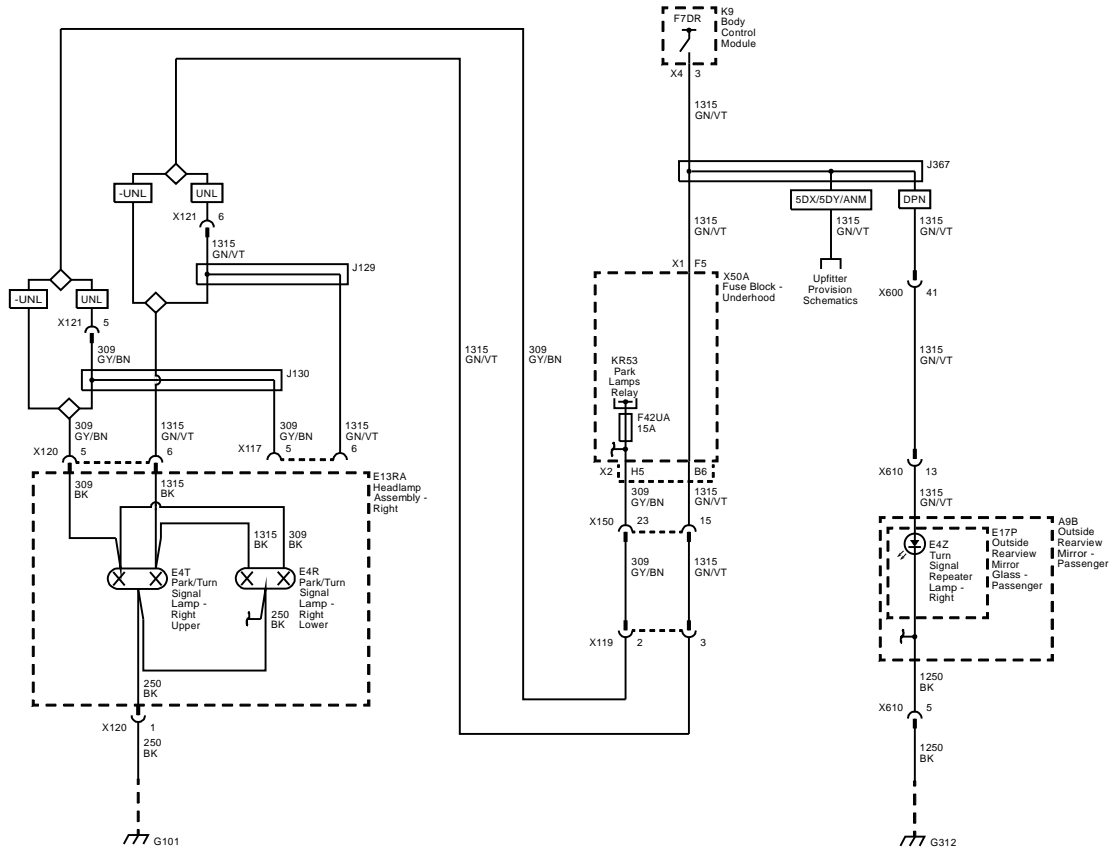 F7DR
K9
Body
Control
Module
X4 3
1315
GN/VT
J367
-UNL
UNL
5DX/5DY/ANM
DPN
X121 6
1315
GN/VT
1315
GN/VT
1315
GN/VT
1315
GN/VT
J129
X1 F5
X50A
Fuse Block -
Underhood
Upfitter
Provision
Schematics
X600 41
-UNL
UNL
X121 5
309
GY/BN
1315
GN/VT
309
GY/BN
1315
GN/VT
KR53
Park
Lamps
Relay
J130
F42UA
15A
309
GY/BN
1315
GN/VT
309
GY/BN
1315
GN/VT
X120 5
6
X117 5
6
X2 H5
B6
X610 13
E13RA
Headlamp
Assembly -
Right
309
BK
1315
BK
309
GY/BN
1315
GN/VT
1315
GN/VT
X150 23
15
1315
BK
309
BK
E4Z
Turn
Signal
Repeater
Lamp -
Right
E17P
Outside
Rearview
Mirror
Glass -
Passenger
A9B
Outside
Rearview
Mirror -
Passenger
309
GY/BN
1315
GN/VT
E4T
Park/Turn
Signal
Lamp -
Right
Upper
E4R
Park/Turn
Signal
Lamp -
Right
Lower
250
BK
X119 2
3
250
BK
1250
BK
X610 5
X120 1
250
BK
1250
BK
G101
G312